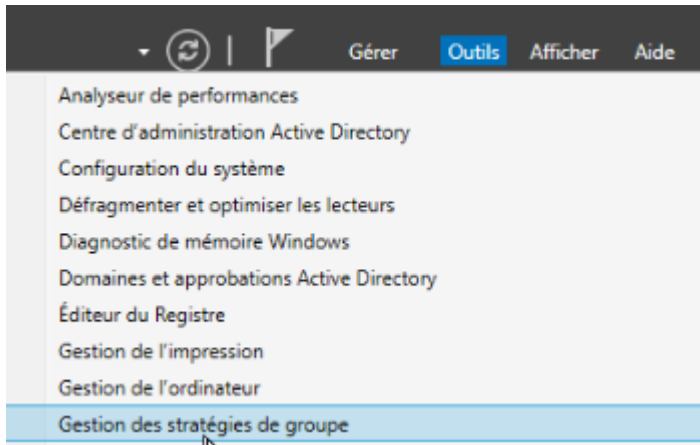 Gérer Outils Afficher Aide
Analyseur de performances
Centre d'administration Active Directory
Configuration du système
Défragmenter et optimiser les lecteurs
Diagnostic de mémoire Windows
Domaines et approbations Active Directory
Éditeur du Registre
Gestion de l'impression
Gestion de l'ordinateur
Gestion des stratégies de groupe